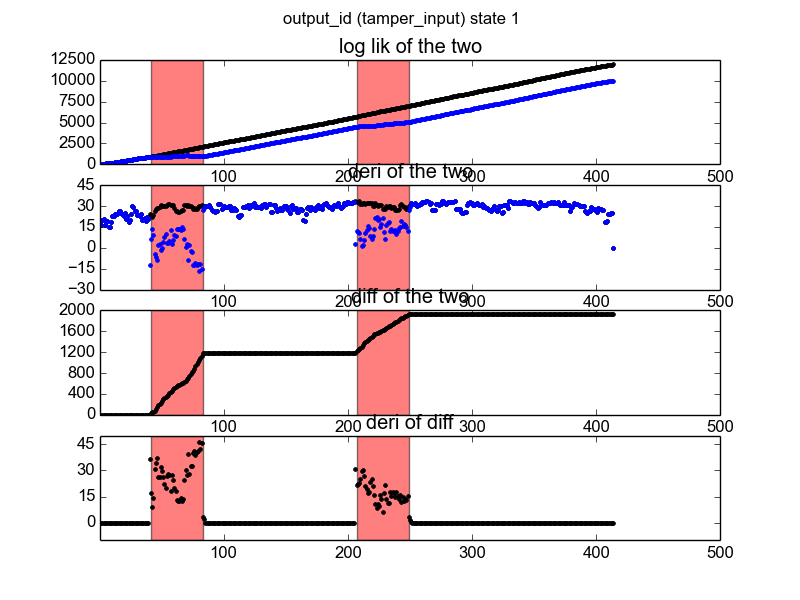 output_id (tamper_input) state 1
log lik of the two
12500
10000
7500
5000
2500
0
100 200 300 400 500
deri of the two
45
30
15
0
−15
−30
100 200 300 400 500
diff of the two
2000
1600
1200
800
400
0
100 200 300 400 500
deri of diff
45
30
15
0
100 200 300 400 500